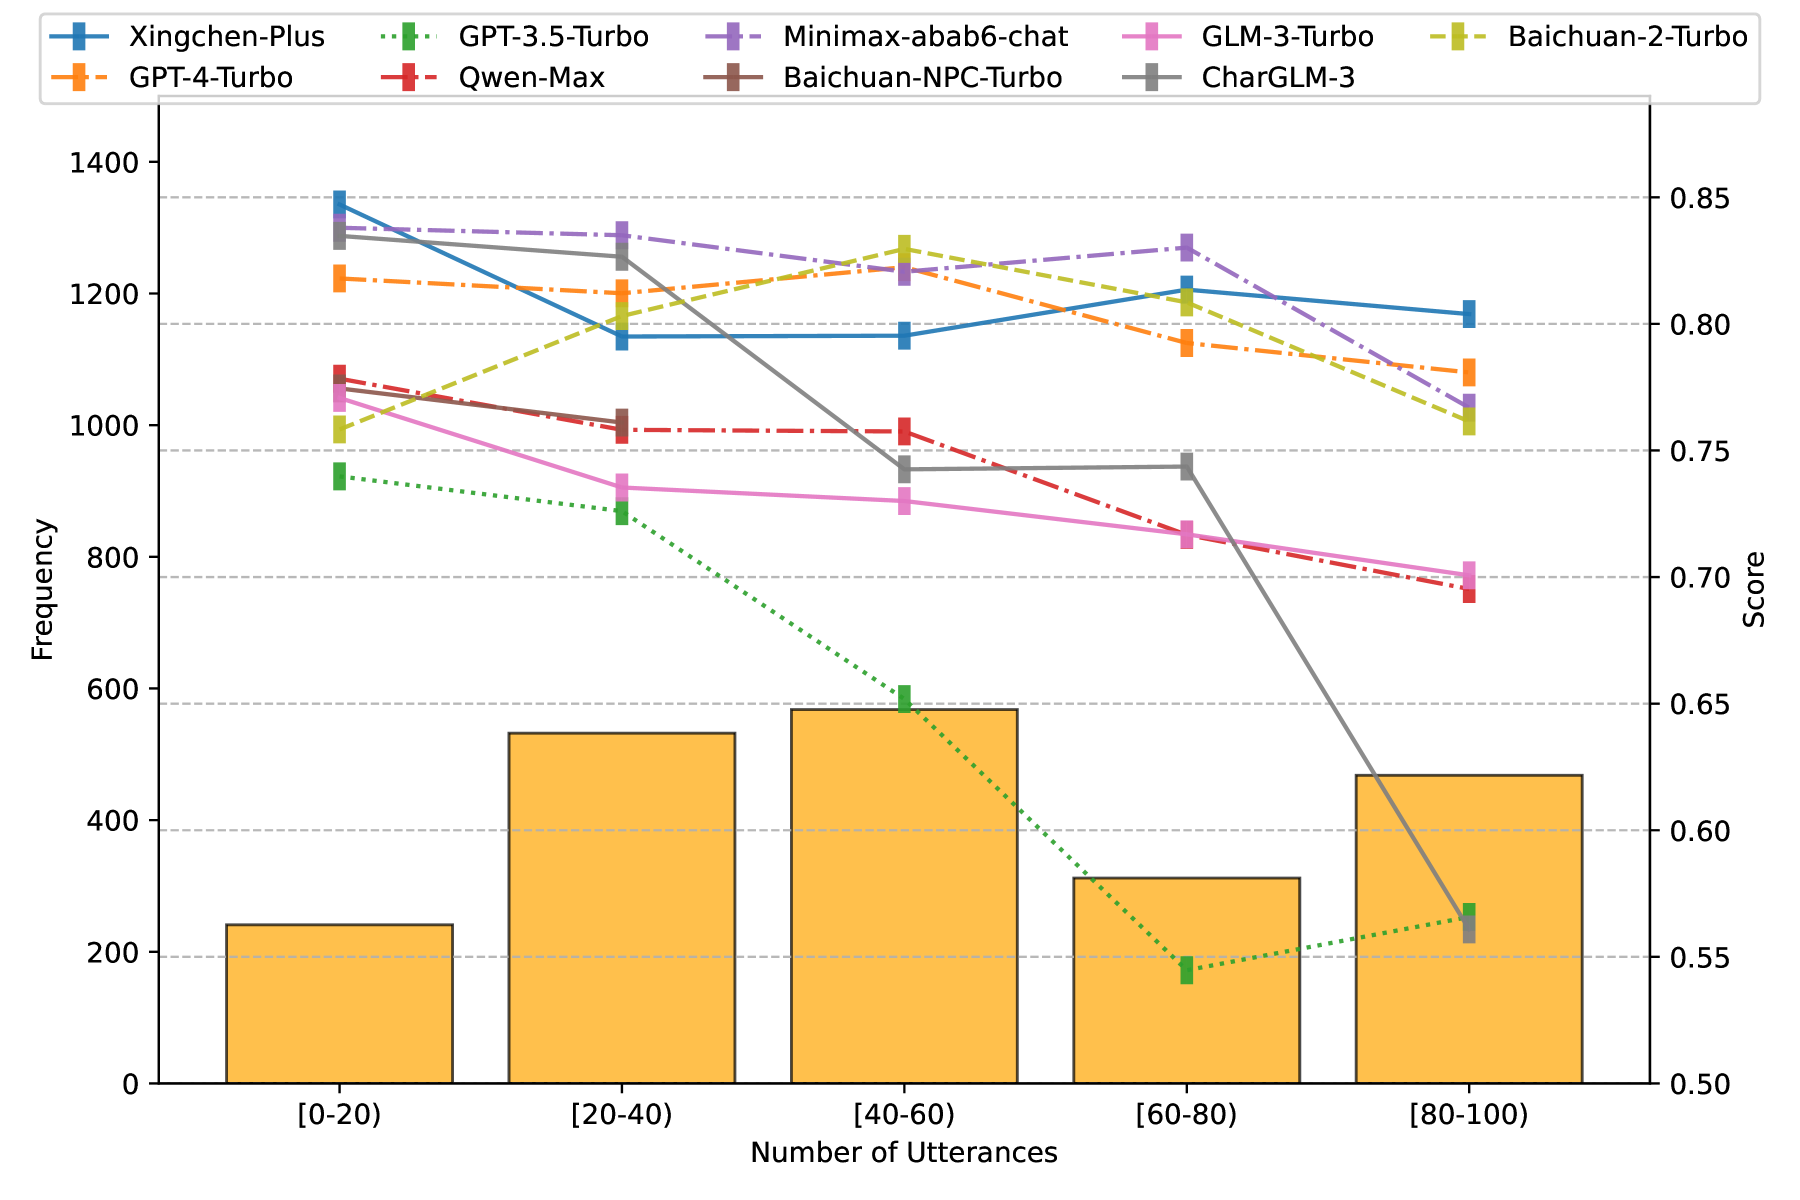 Xingchen-Plus GPT-3.5-Turbo Minimax-abab6-chat GLM-3-Turbo Baichuan-2-Turbo
GPT-4-Turbo Qwen-Max Baichuan-NPC-Turbo CharGLM-3
1400
1200
1000
800
600
400
200
0
Frequency
0.85
0.80
0.75
0.70
0.65
0.60
0.55
0.50
Score
[0-20) [20-40) [40-60) [60-80) [80-100)
Number of Utterances